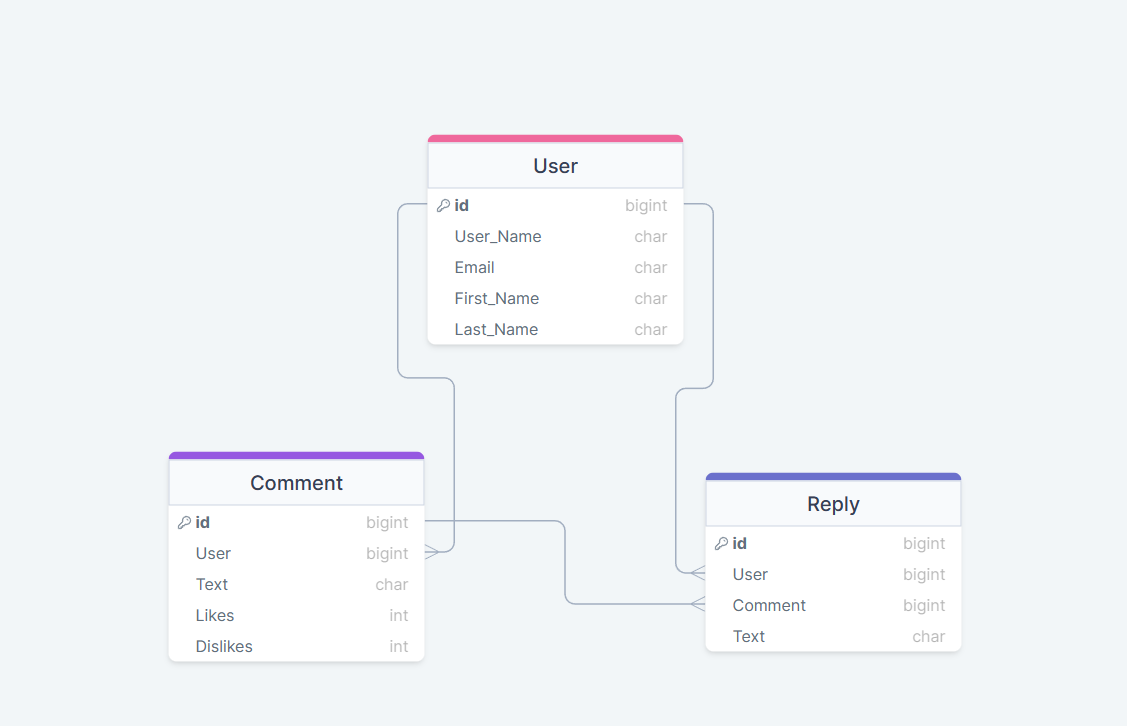 User
id bigint
User_Name char
Email char
First_Name char
Last_Name char
Comment
id bigint
User bigint
Text char
Likes int
Dislikes int
Reply
id bigint
User bigint
Comment bigint
Text char